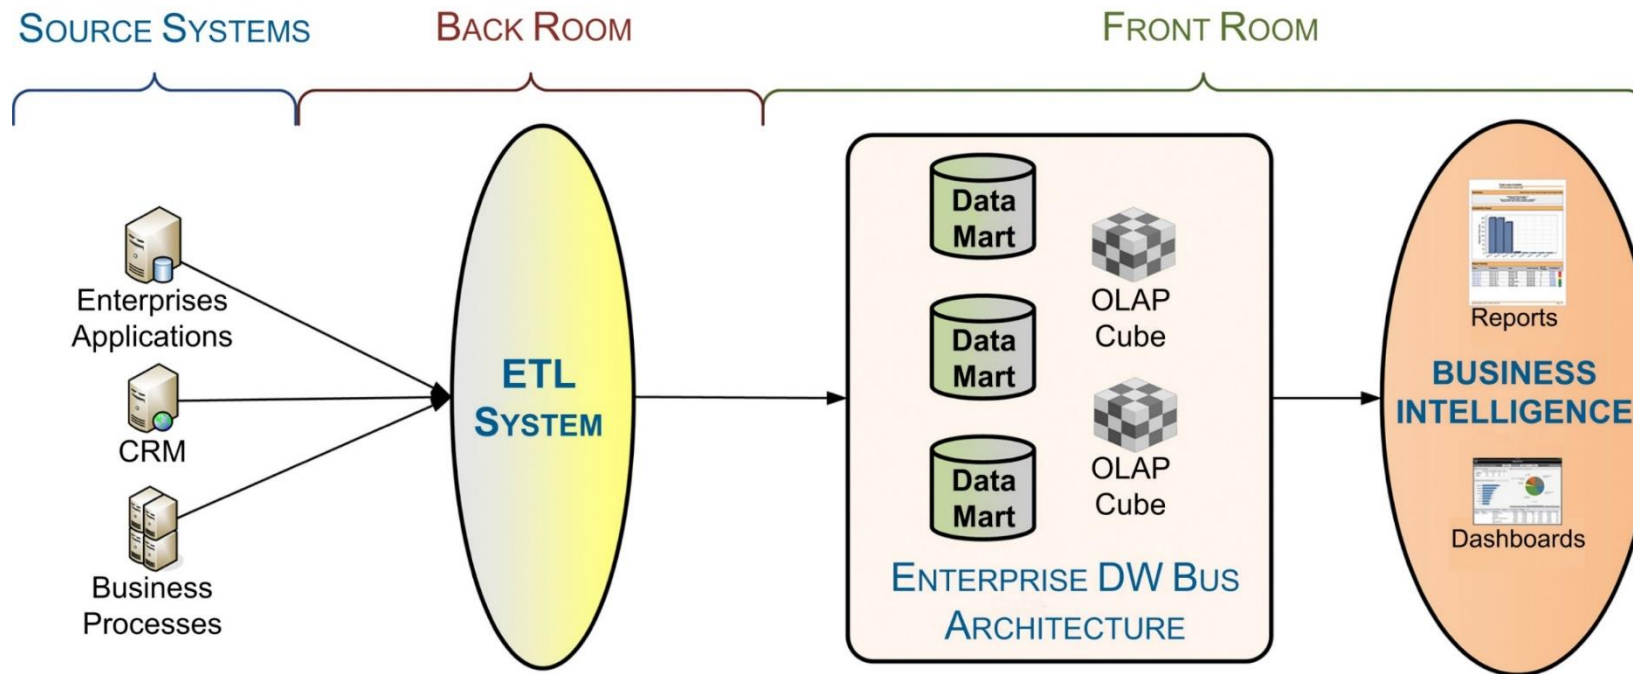 SOURCE SYSTEMS
BACK ROOM
FRONT ROOM
Enterprises
Applications
CRM
Business
Processes
ETL
SYSTEM
Data
Mart
Data
Mart
Data
Mart
OLAP
Cube
OLAP
Cube
ENTERPRISE DW BUS
ARCHITECTURE
Reports
BUSINESS
INTELLIGENCE
Dashboards